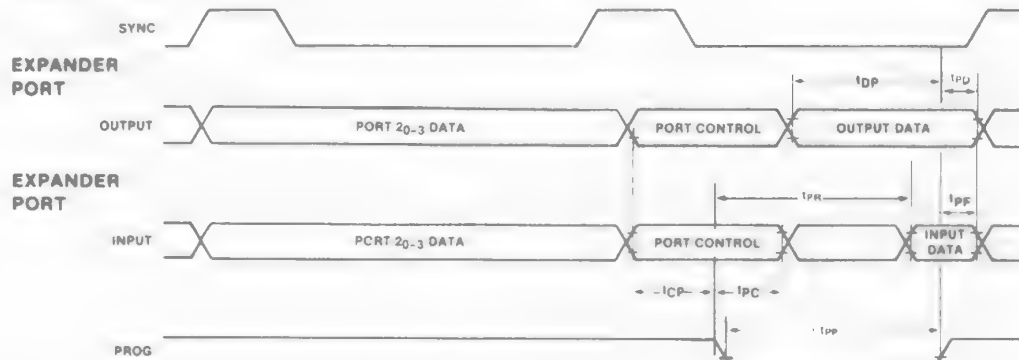 SYNC
EXPANDER
PORT
tDP
tPD
OUTPUT
PORT 20-3 DATA
PORT CONTROL
OUTPUT DATA
EXPANDER
PORT
tPR
tPF
INPUT
PORT 20-3 DATA
PORT CONTROL
INPUT
DATA
tCP
tPC
tPP
PROG